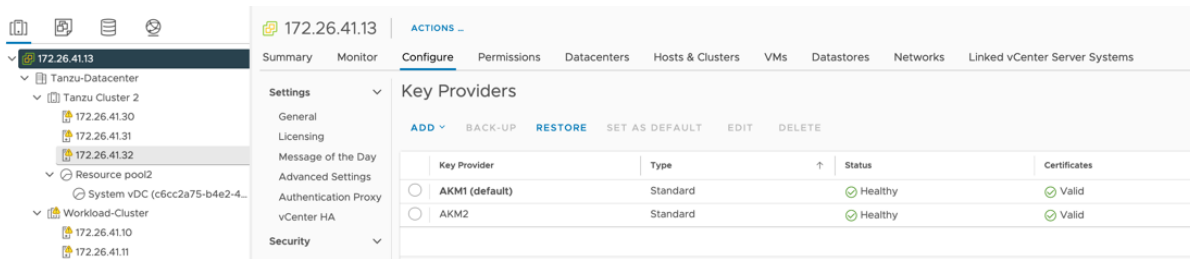 172.26.41.13
ACTIONS ...
172.26.41.13
Summary Monitor Configure Permissions Datacenters Hosts & Clusters VMs Datastores Networks Linked vCenter Server Systems
Tanzu-Datacenter
Tanzu Cluster 2
172.26.41.30
172.26.41.31
172.26.41.32
Resource pool2
System vDC (c6cc2a75-b4e2-4...
Workload-Cluster
172.26.41.10
172.26.41.11
Settings
General
Licensing
Message of the Day
Advanced Settings
Authentication Proxy
vCenter HA
Security
Key Providers
ADD BACK-UP RESTORE SET AS DEFAULT EDIT DELETE
Key Provider Type Status Certificates
AKM1 (default) Standard Healthy Valid
AKM2 Standard Healthy Valid